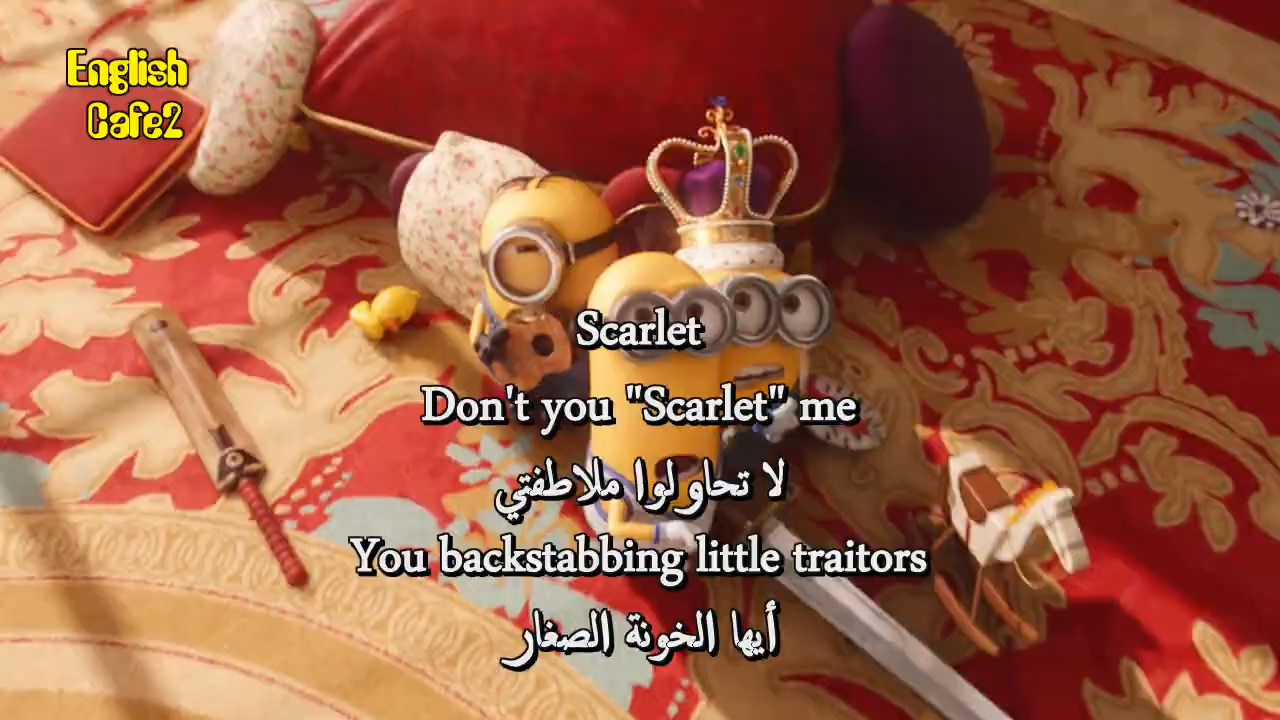 English
Cafe2
Scarlet
Don't you "Scarlet" me
لا تحاولوا ملاطفتي
You backstabbing little traitors
أيها الخونة الصغار